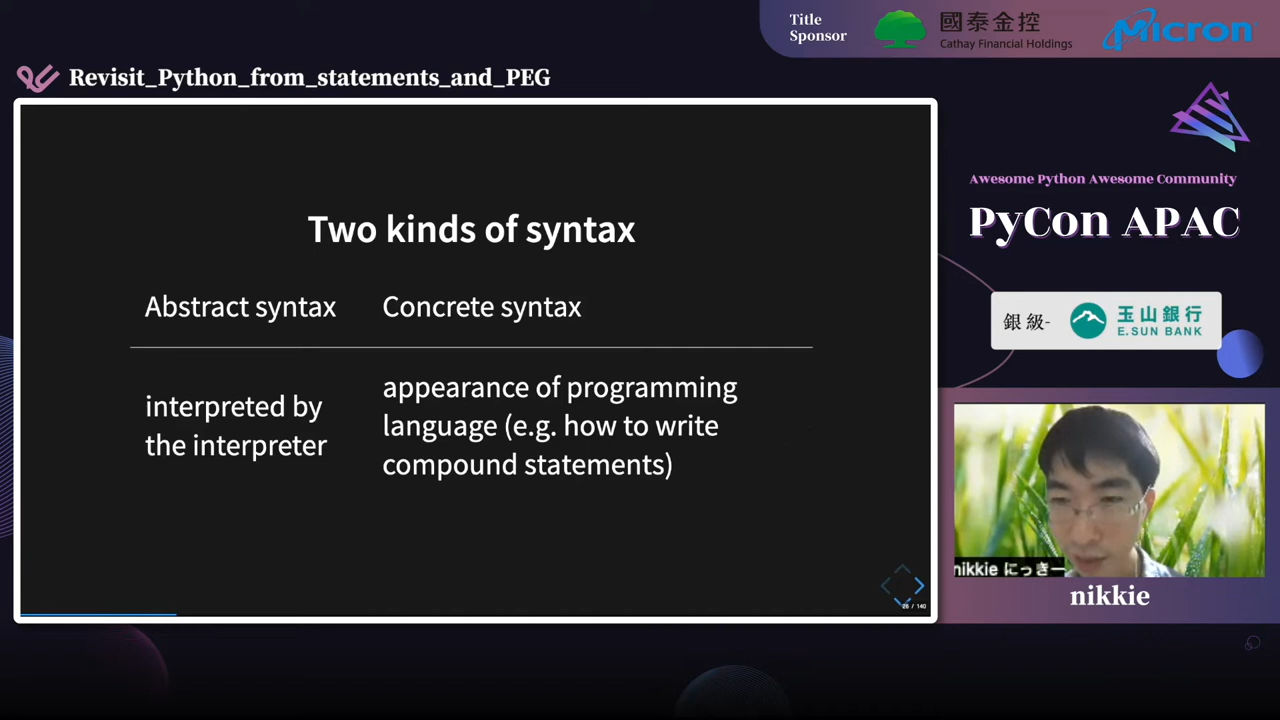 Title
Sponsor
國泰金控
Cathay Financial Holdings
Micron
Revisit_Python_from_statements_and_PEG
Two kinds of syntax
Abstract syntax
Concrete syntax
interpreted by
the interpreter
appearance of programming
language (e.g. how to write
compound statements)
26 / 140
Awesome Python Awesome Community
PyCon APAC
銀級-
玉山銀行
E.SUN BANK
nikkie にっきー
nikkie